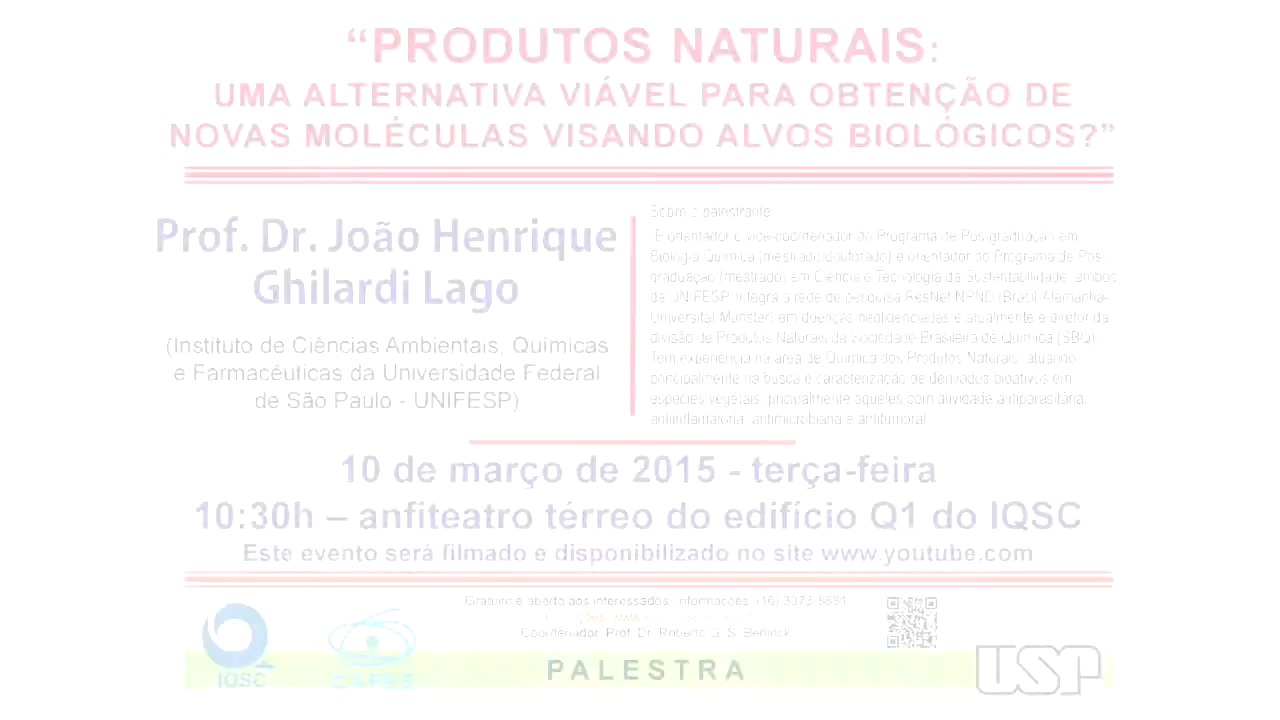 “PRODUTOS NATURAIS:
UMA ALTERNATIVA VIÁVEL PARA OBTENÇÃO DE
NOVAS MOLÉCULAS VISANDO ALVOS BIOLÓGICOS?”
Prof. Dr. João Henrique
Ghilardi Lago
(Instituto de Ciências Ambientais, Químicas
e Farmacêuticas da Universidade Federal
de São Paulo - UNIFESP)
Sobre o palestrante
É orientador e vice-coordenador do Programa de Pós-graduação em
Biologia Química (mestrado doutorado) e orientador do Programa de Pós-
graduação (mestrado) em Ciência e Tecnologia da Sustentabilidade, ambos
da UNIFESP. Integra a rede de pesquisa ResNet NPND (Brasil-Alemanha-
Münster) em doenças negligenciadas e atualmente é diretor da
divisão de Produtos Naturais da Sociedade Brasileira de Química (SBQ).
Tem experiência na área de Química dos Produtos Naturais, atuando
principalmente na busca e caracterização de derivados bioativos em
espécies vegetais, principalmente aqueles com atividade antiparasitária,
antiinflamatória, antimicrobiana e antitumoral.
10 de março de 2015 - terça-feira
10:30h – anfiteatro térreo do edifício Q1 do IQSC
Este evento será filmado e disponibilizado no site www.youtube.com
Gratuito e aberto aos interessados. Informações: (16) 3373-
Coordenador: Prof. Dr. Roberto G. S. Berlinck
IQSC
PALESTRA
USP